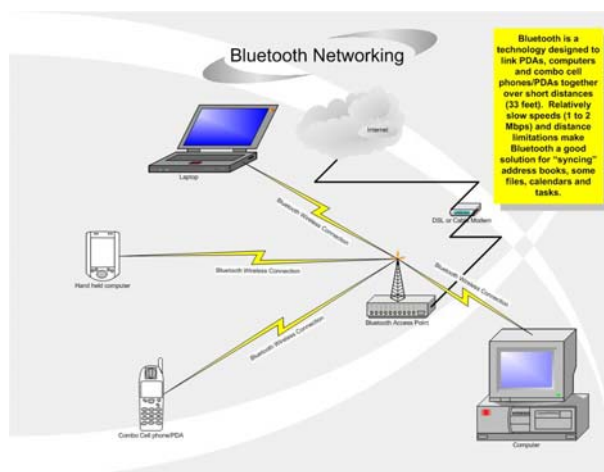 Bluetooth Networking
Bluetooth is a
technology designed to
link PDAs, computers
and combo cell
phones/PDAs together
over short distances
(33 feet). Relatively
slow speeds (1 to 2
Mbps) and distance
limitations make
Bluetooth a good
solution for “syncing”
address books, some
files, calendars and
tasks.
Internet
Laptop
DSL or Cable Modem
Bluetooth Wireless Connection
Bluetooth Wireless Connection
Bluetooth Wireless Connection
Hand held computer
Bluetooth Access Point
Bluetooth Wireless Connection
Combo Cell phone/PDA
Computer